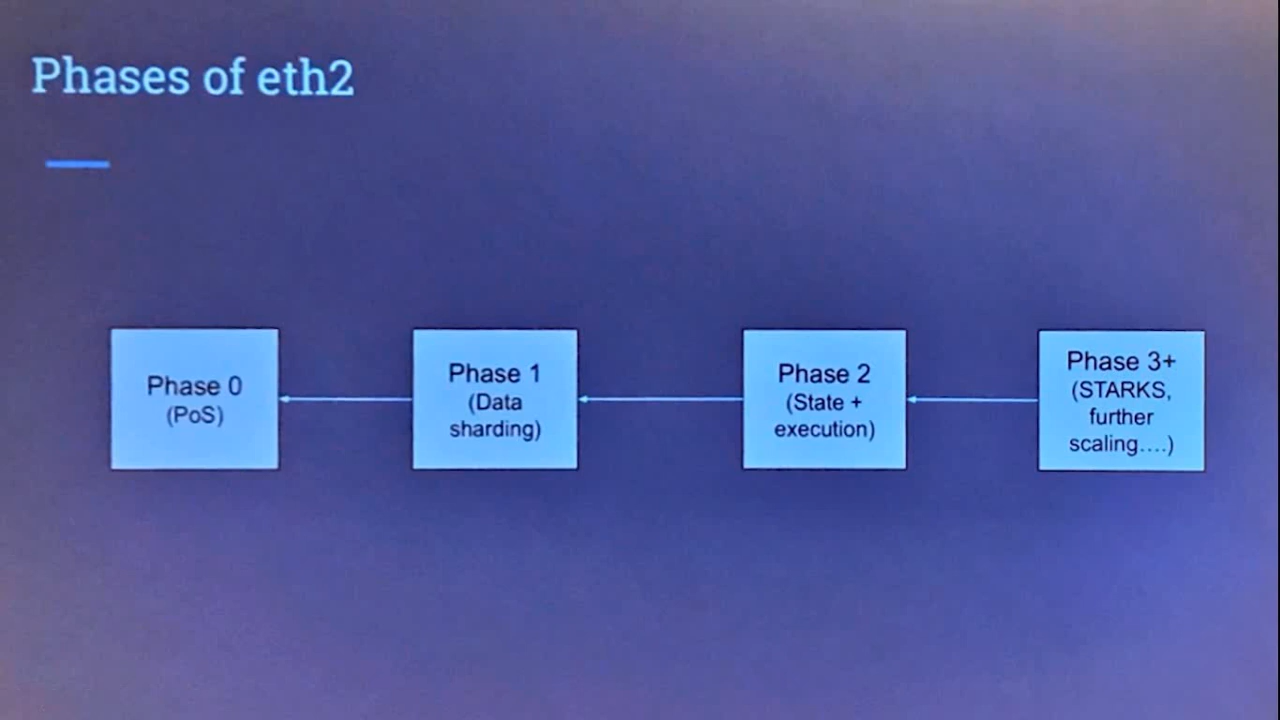 Phases of eth2
Phase 0
(PoS)
Phase 1
(Data
sharding)
Phase 2
(State +
execution)
Phase 3+
(STARKS,
further
scaling....)